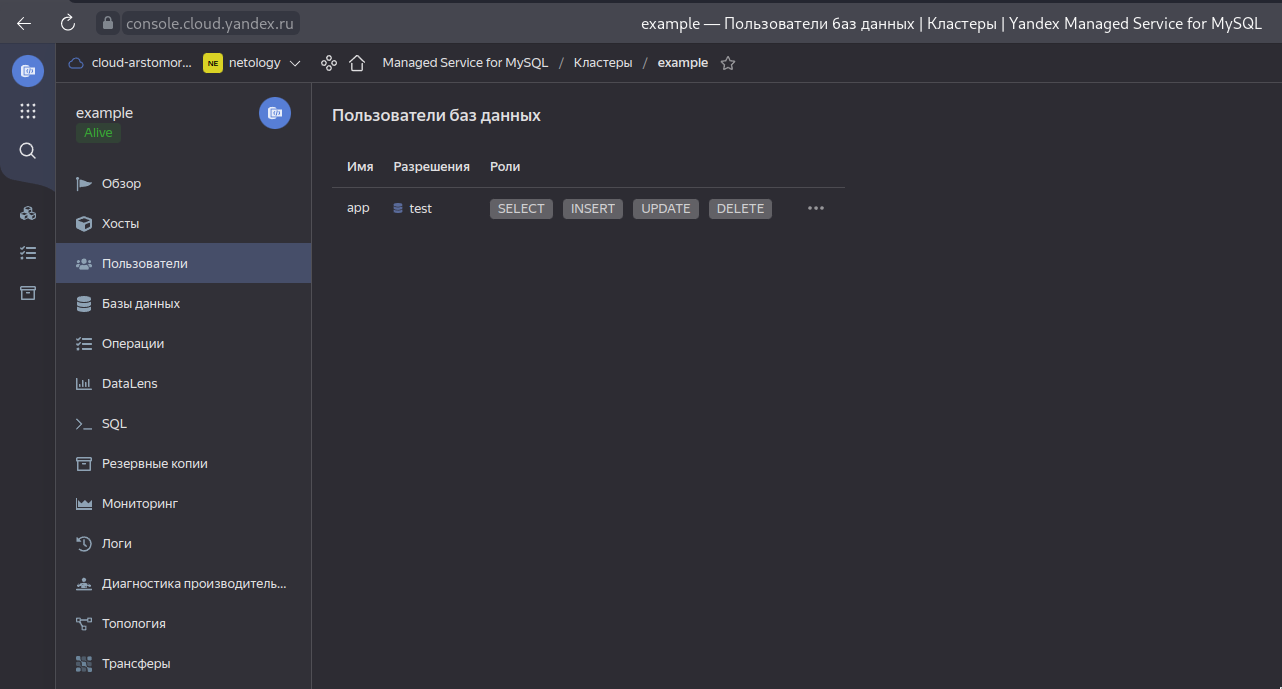 console.cloud.yandex.ru example — Пользователи баз данных | Кластеры | Yandex Managed Service for MySQL
cloud-arstomor... NE netology Managed Service for MySQL / Кластеры / example
example
Alive
Обзор
Хосты
Пользователи
Базы данных
Операции
DataLens
SQL
Резервные копии
Мониторинг
Логи
Диагностика производитель...
Топология
Трансферы
Пользователи баз данных
Имя Разрешения Роли
app test SELECT INSERT UPDATE DELETE